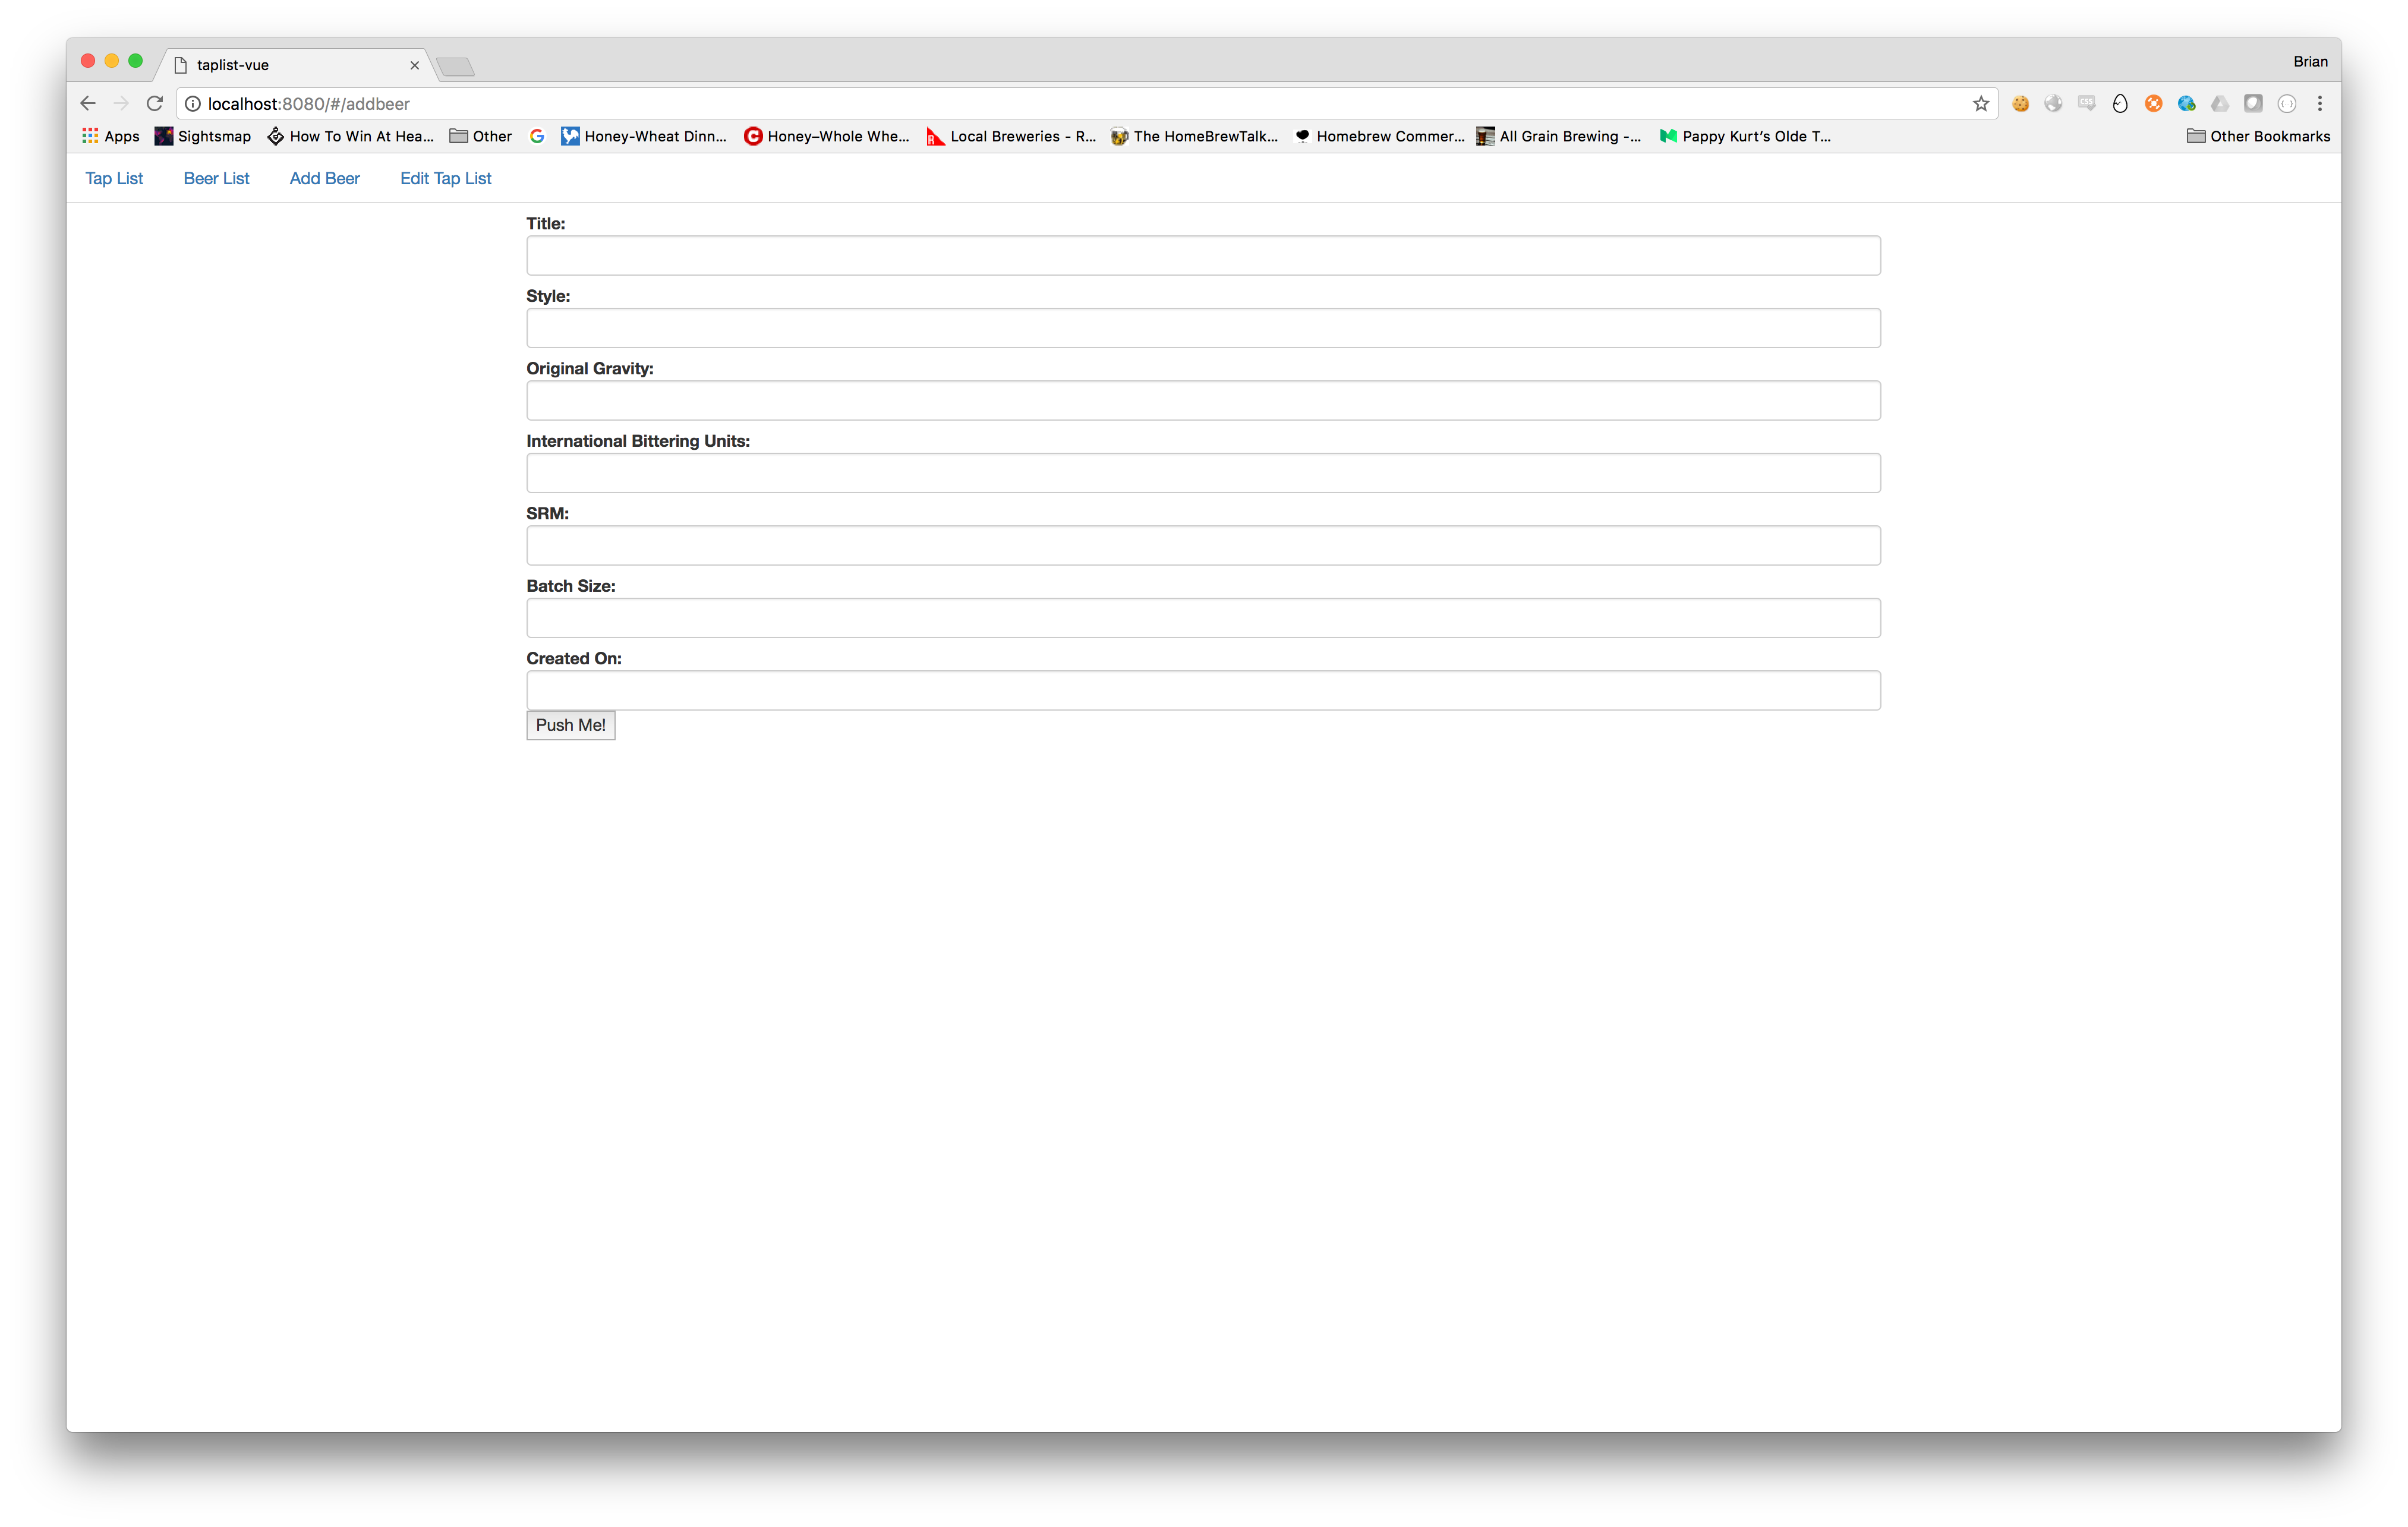 taplist-vue
Brian
localhost:8080/#/addbeer
Apps Sightsmap How To Win At Hea... Other Honey-Wheat Dinn... Honey–Whole Whe... Local Breweries - R... The HomeBrewTalk... Homebrew Commer... All Grain Brewing -... Pappy Kurt’s Olde T... Other Bookmarks
Tap List Beer List Add Beer Edit Tap List
Title:
Style:
Original Gravity:
International Bittering Units:
SRM:
Batch Size:
Created On:
Push Me!